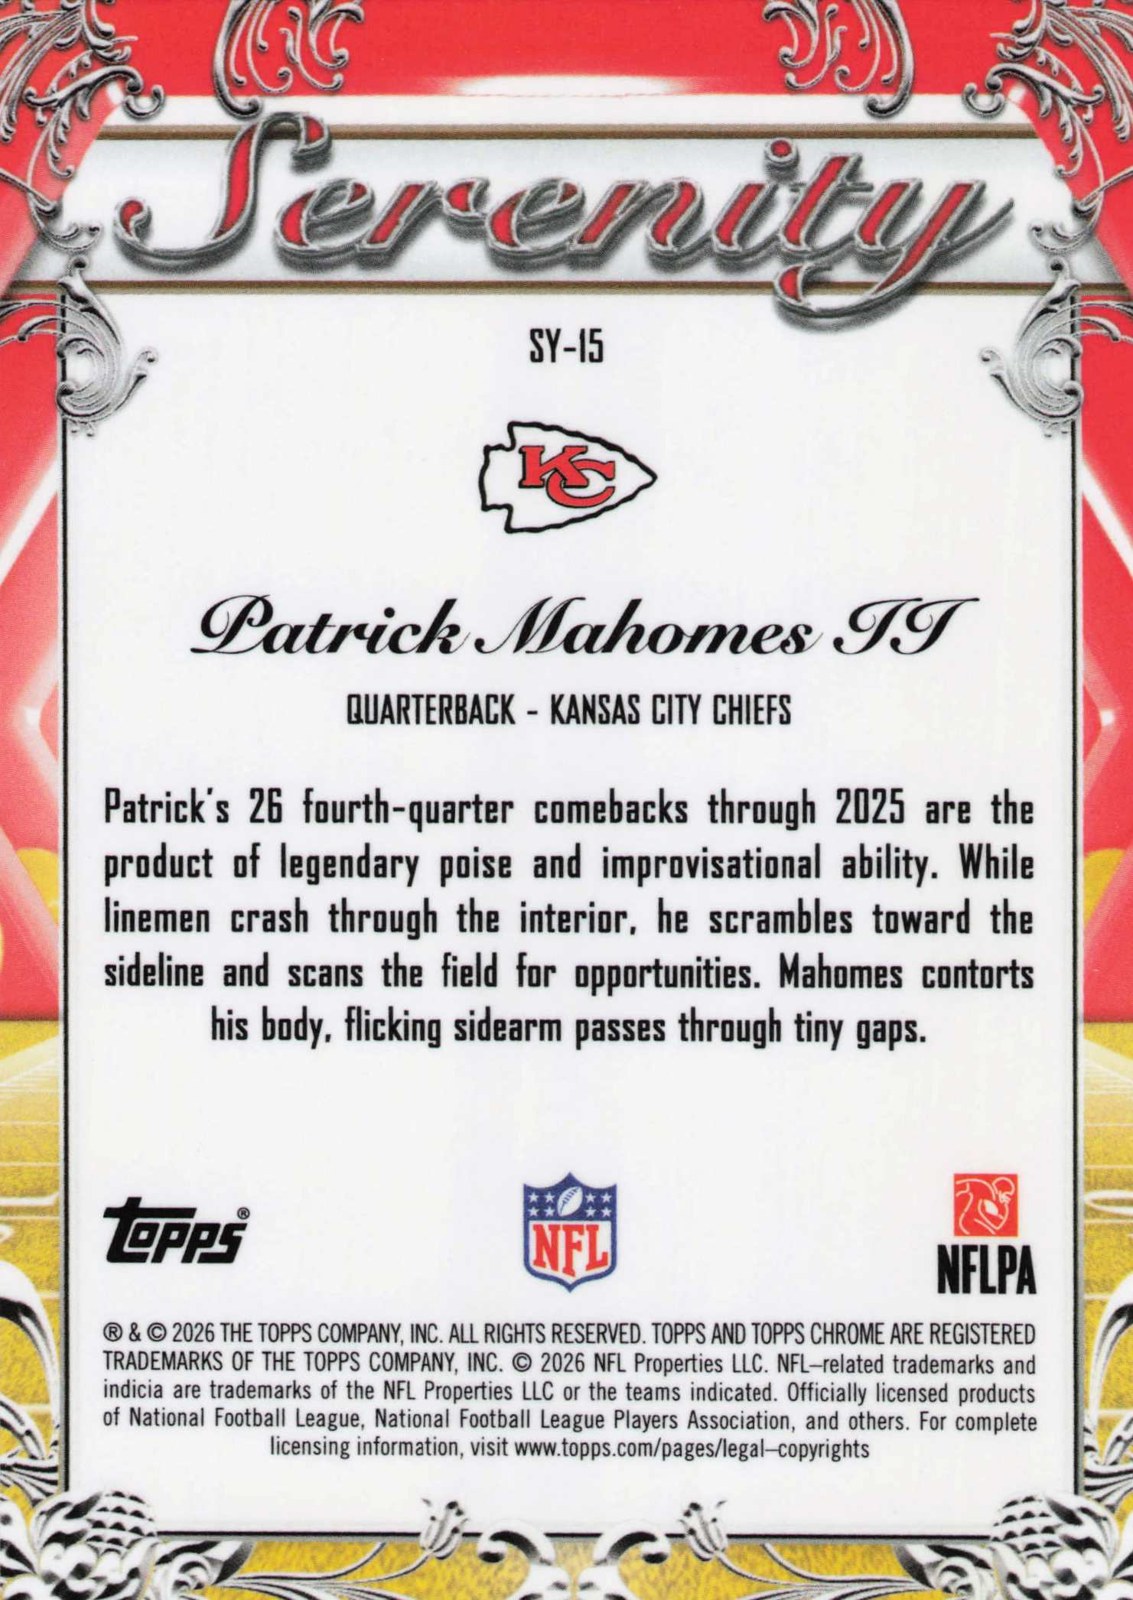 Serenity
SY-15
KC
Patrick Mahomes II
QUARTERBACK - KANSAS CITY CHIEFS
Patrick's 26 fourth-quarter comebacks through 2025 are the
product of legendary poise and improvisational ability. While
linemen crash through the interior, he scrambles toward the
sideline and scans the field for opportunities. Mahomes contorts
his body, flicking sidearm passes through tiny gaps.
topps®
NFL
NFLPA
® & © 2026 THE TOPPS COMPANY, INC. ALL RIGHTS RESERVED. TOPPS AND TOPPS CHROME ARE REGISTERED
TRADEMARKS OF THE TOPPS COMPANY, INC. © 2026 NFL Properties LLC. NFL–related trademarks and
indicia are trademarks of the NFL Properties LLC or the teams indicated. Officially licensed products
of National Football League, National Football League Players Association, and others. For complete
licensing information, visit www.topps.com/pages/legal–copyrights